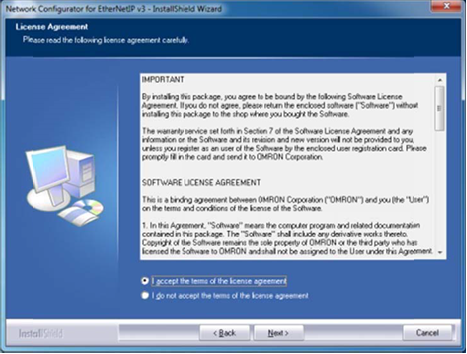 Network Configurator for EtherNetIP v3 - InstallShield Wizard
License Agreement
Please read the following license agreement carefully.
IMPORTANT
By installing this package, you agree to be bound by the following Software License
Agreement. If you do not agree, please return the enclosed software ("Software") without
installing this package to the shop where you bought the Software.
The warranty service set forth in Section 7 of the Software License Agreement and any
information on the Software and its revision and new version will not be provided to you,
unless you register as an user of the Software by the enclosed user registration card. Please
promptly fill in the card and send it to OMRON Corporation.
SOFTWARE LICENSE AGREEMENT
This is a binding agreement between OMRON Corporation ("OMRON") and you (the "User")
on the terms and conditions of the license of the Software.
1. In this Agreement, "Software" means the computer program and related documentation
contained in this package. The "Software" shall include any derivative works thereto.
Copyright of the Software remains the sole property of OMRON or the third party who has
licensed the Software to OMRON and shall not be assigned to the User under this Agreement.
I accept the terms of the license agreement
I do not accept the terms of the license agreement
InstallShield
< Back
Next >
Cancel